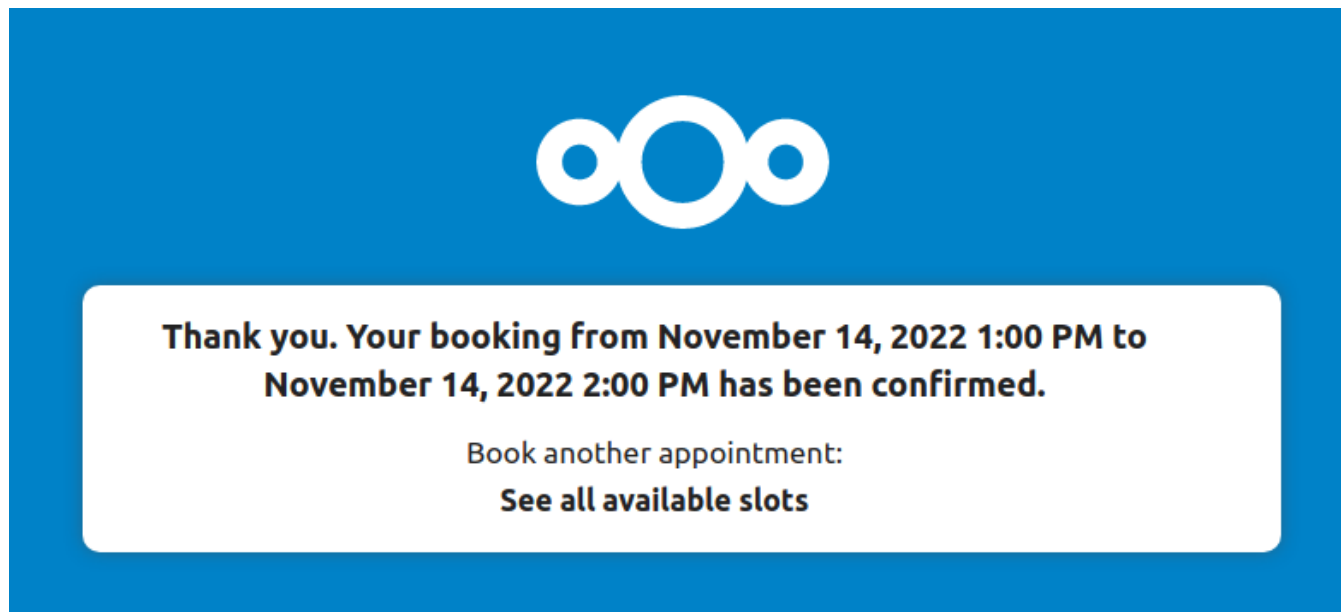 Thank you. Your booking from November 14, 2022 1:00 PM to
November 14, 2022 2:00 PM has been confirmed.
Book another appointment:
See all available slots